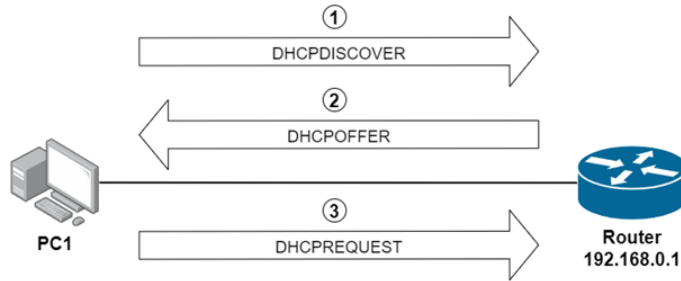 1
DHCPDISCOVER
2
DHCPOFFER
PC1
3
DHCPREQUEST
Router
192.168.0.1